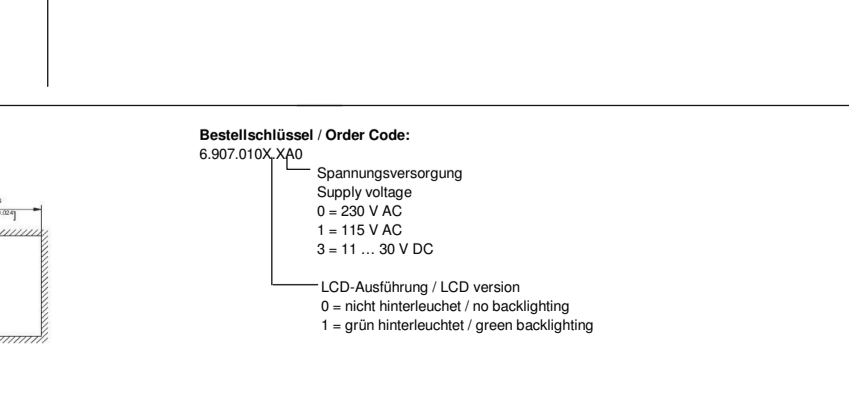 Bestellschlüssel / Order Code:
6.907.010X.XA0
Spannungsversorgung
Supply voltage
0 = 230 V AC
1 = 115 V AC
3 = 11 … 30 V DC
LCD-Ausführung / LCD version
0 = nicht hinterleuchet / no backlighting
1 = grün hinterleuchtet / green backlighting